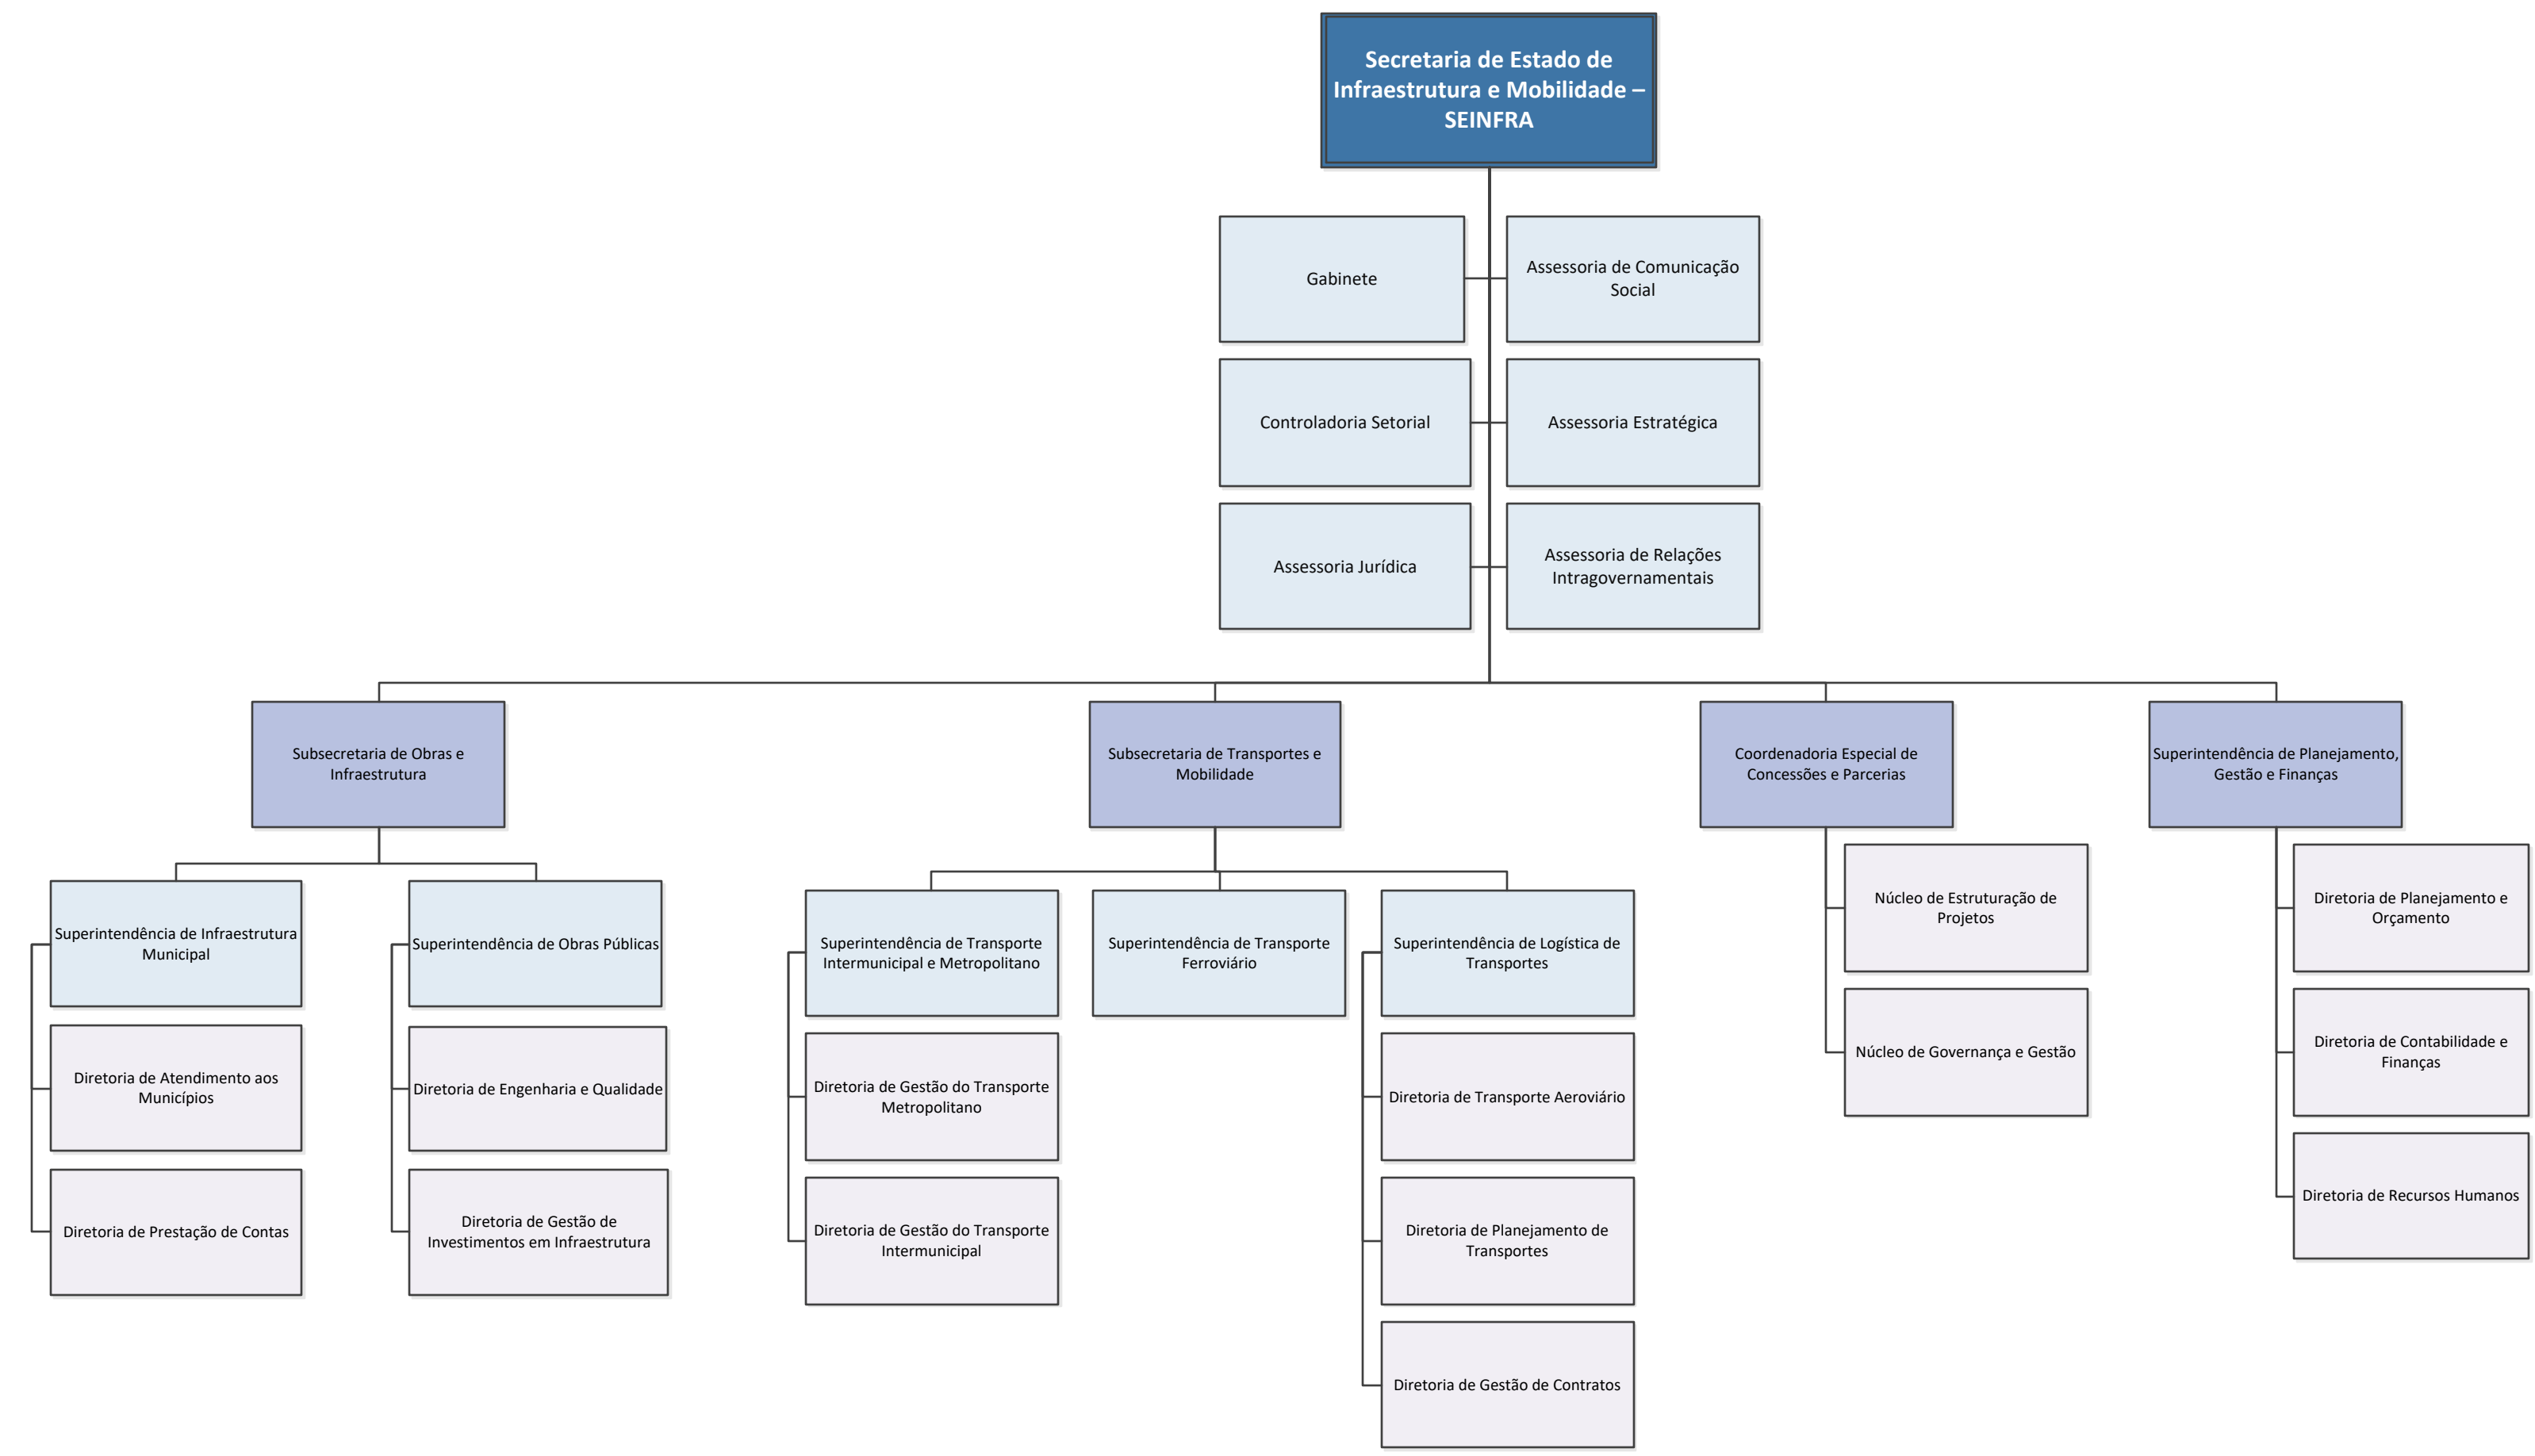 Secretaria de Estado de
Infraestrutura e Mobilidade –
SEINFRA
Gabinete
Assessoria de Comunicação
Social
Controladoria Setorial
Assessoria Estratégica
Assessoria Jurídica
Assessoria de Relações
Intragovernamentais
Subsecretaria de Obras e
Infraestrutura
Subsecretaria de Transportes e
Mobilidade
Coordenadoria Especial de
Concessões e Parcerias
Superintendência de Planejamento,
Gestão e Finanças
Superintendência de Infraestrutura
Municipal
Diretoria de Atendimento aos
Municípios
Diretoria de Prestação de Contas
Superintendência de Obras Públicas
Diretoria de Engenharia e Qualidade
Diretoria de Gestão de
Investimentos em Infraestrutura
Superintendência de Transporte
Intermunicipal e Metropolitano
Diretoria de Gestão do Transporte
Metropolitano
Diretoria de Gestão do Transporte
Intermunicipal
Superintendência de Transporte
Ferroviário
Superintendência de Logística de
Transportes
Diretoria de Transporte Aeroviário
Diretoria de Planejamento de
Transportes
Diretoria de Gestão de Contratos
Núcleo de Estruturação de
Projetos
Núcleo de Governança e Gestão
Diretoria de Planejamento e
Orçamento
Diretoria de Contabilidade e
Finanças
Diretoria de Recursos Humanos